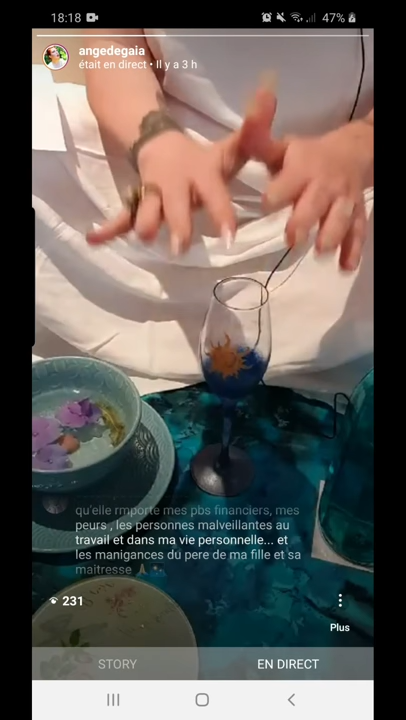 18:18
47%
angedegaia
était en direct • Il y a 3 h
qu'elle rmporte mes pbs financiers, mes
peurs , les personnes malveillantes au
travail et dans ma vie personnelle... et
les manigances du pere de ma fille et sa
maitresse
231
Plus
STORY
EN DIRECT